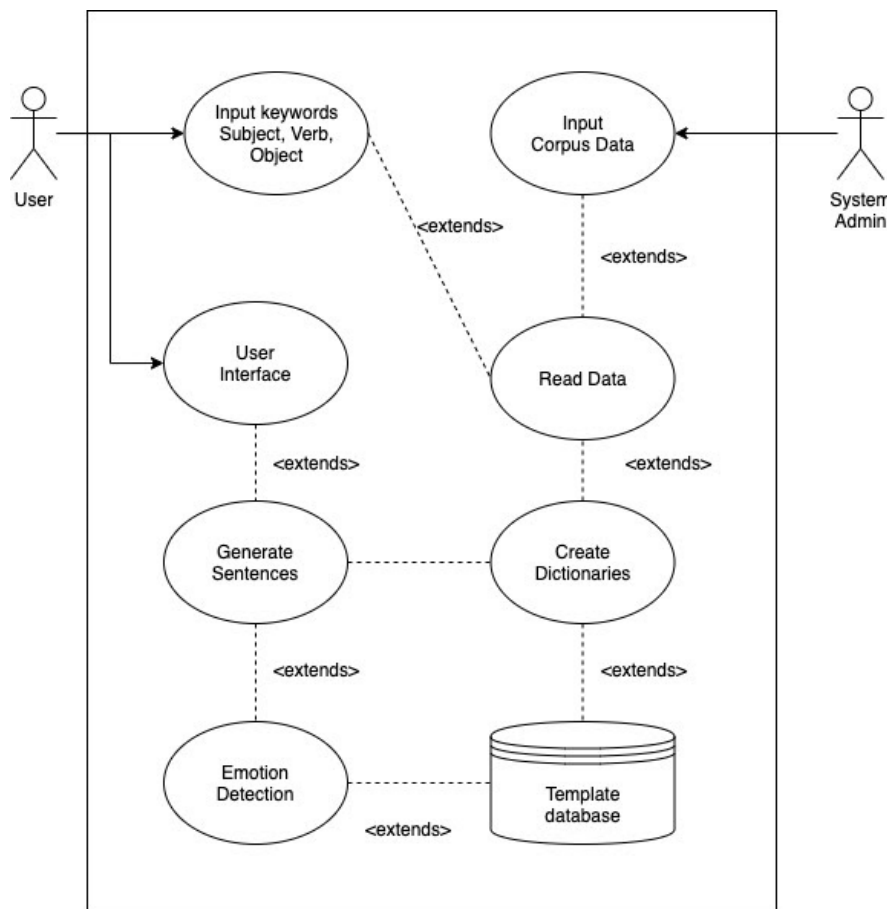 Input keywords
Subject, Verb,
Object
Input
Corpus Data
User
System
Admin
<extends>
<extends>
User
Interface
Read Data
<extends>
<extends>
Generate
Sentences
Create
Dictionaries
<extends>
<extends>
Emotion
Detection
Template
database
<extends>